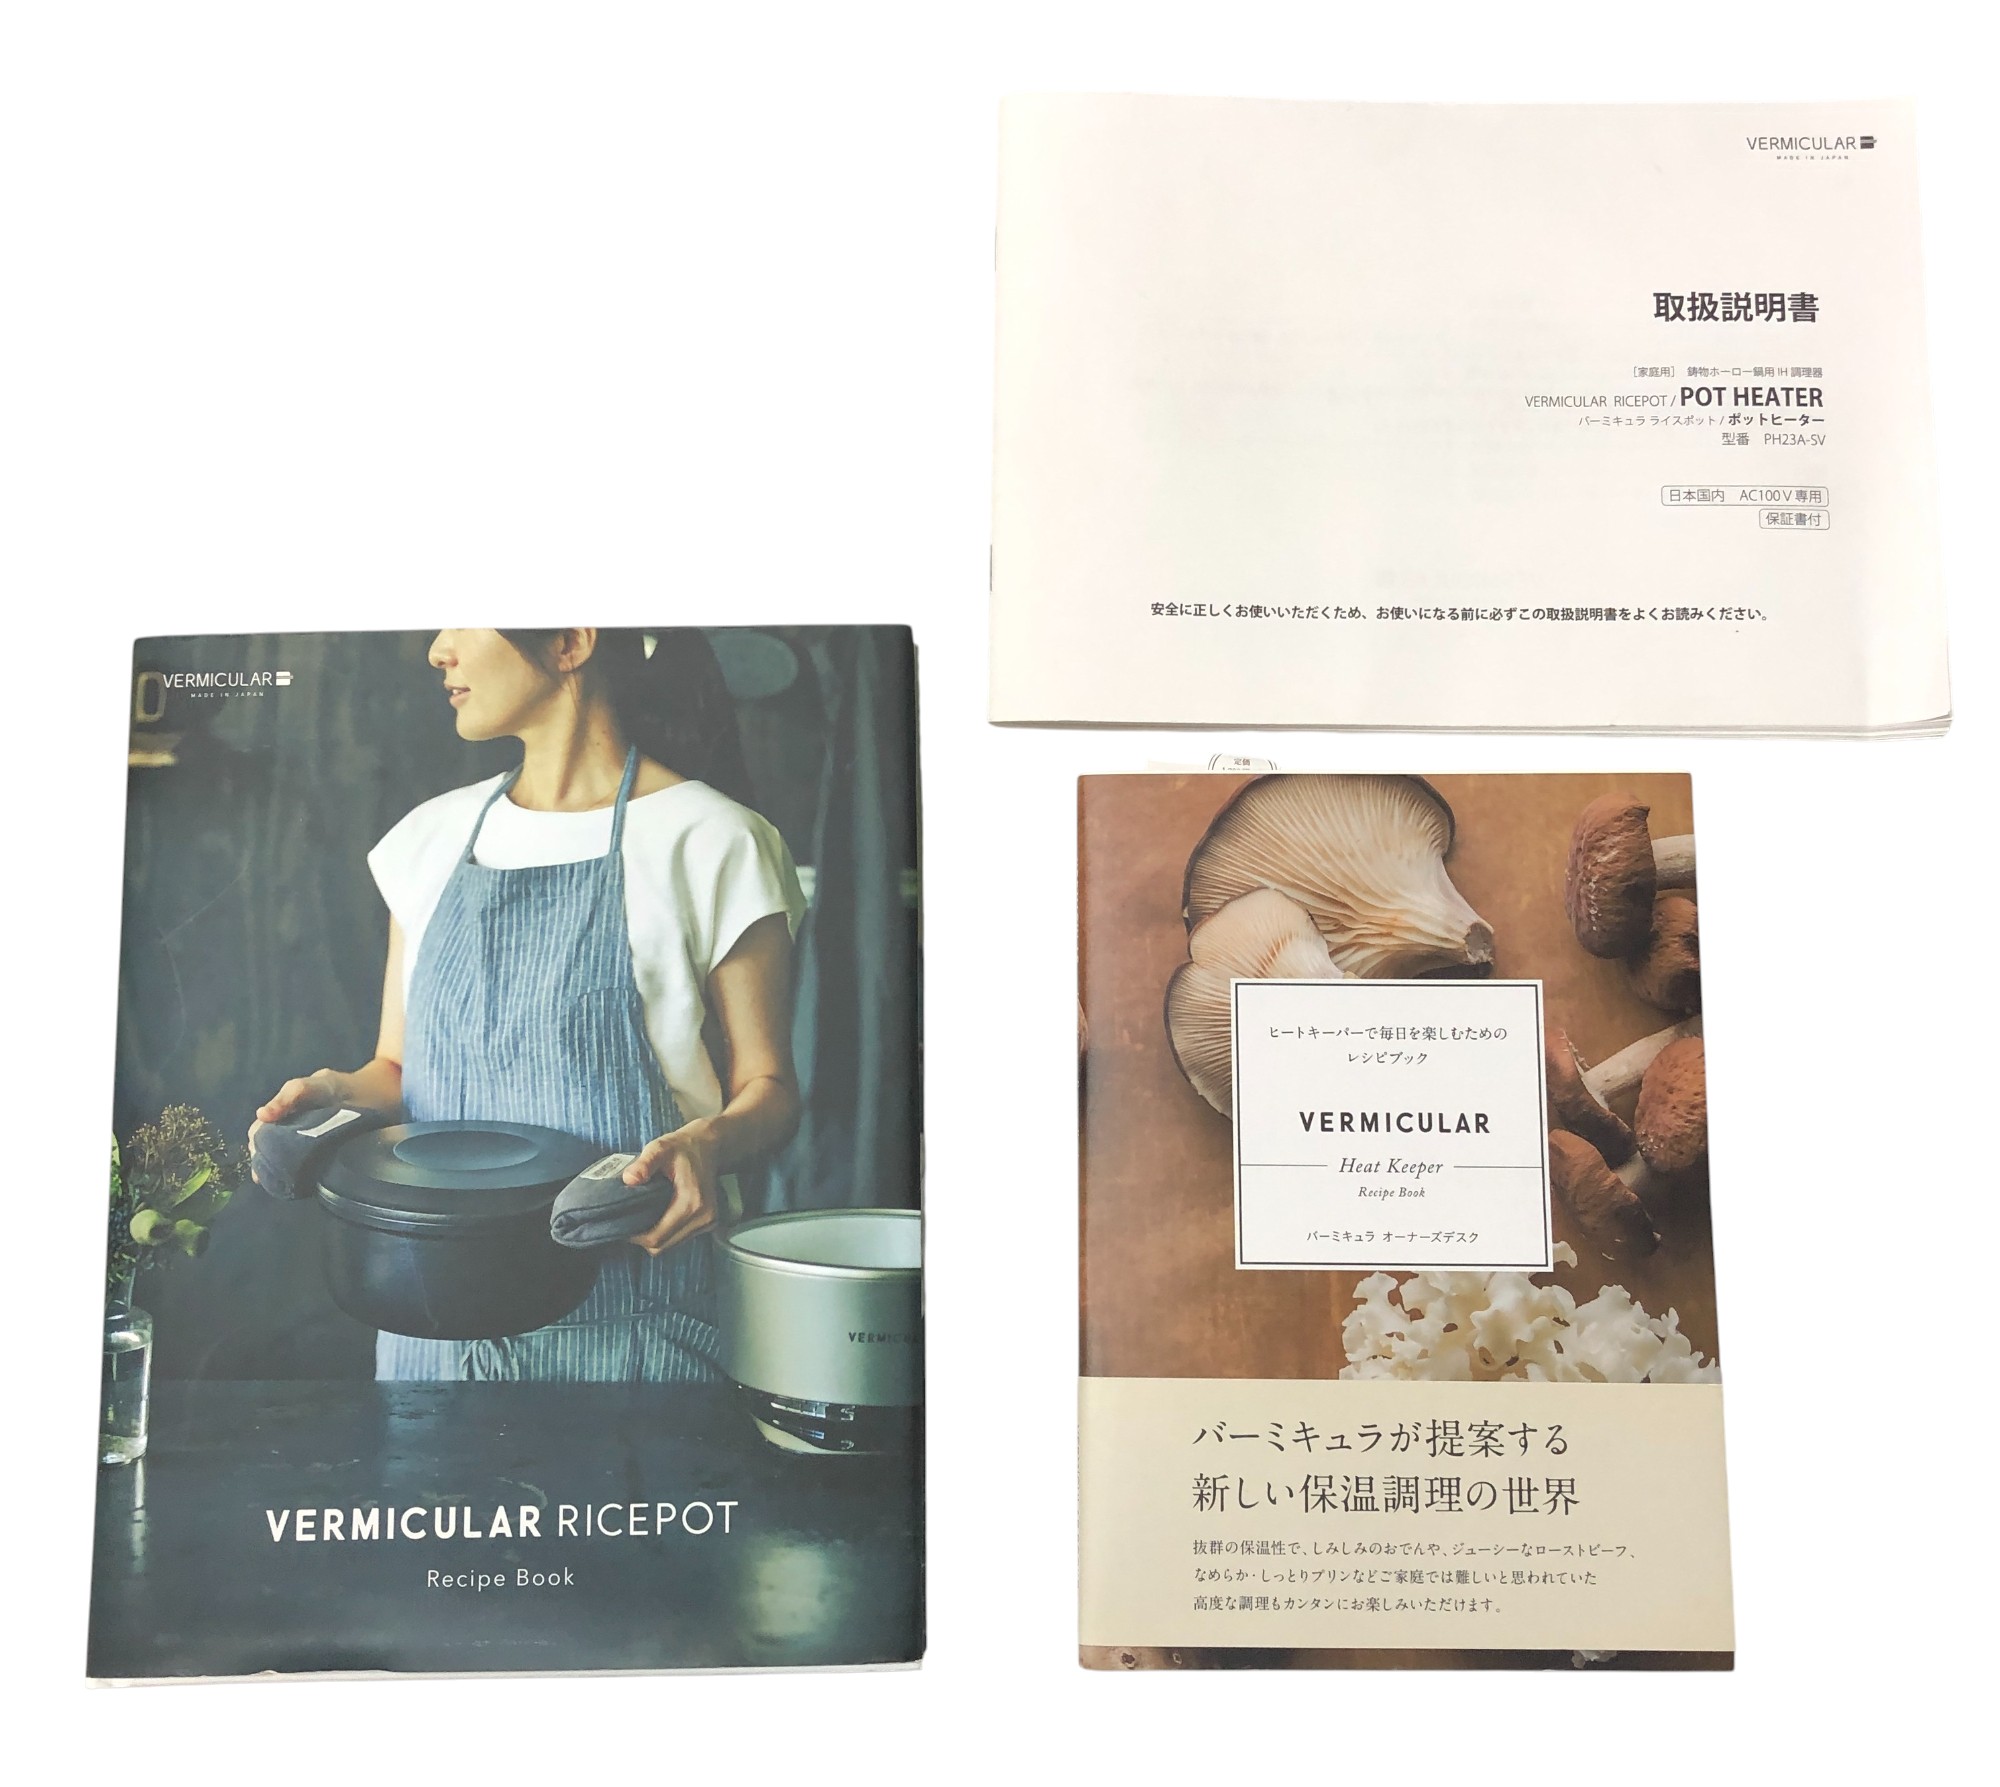 VERMICULAR
MADE IN JAPAN
取扱説明書
［家庭用］ 鋳物ホーロー鍋用 IH 調理器
VERMICULAR RICEPOT / POT HEATER
バーミキュラ ライスポット / ポットヒーター
型番 PH23A-SV
日本国内 AC100V専用
保証書付
安全に正しくお使いいただくため、お使いになる前に必ずこの取扱説明書をよくお読みください。
VERMICULAR
MADE IN JAPAN
VERMICULAR
VERMICULAR RICEPOT
Recipe Book
定価
ヒートキーパーで毎日を楽しむための
レシピブック
VERMICULAR
Heat Keeper
Recipe Book
バーミキュラ オーナーズデスク
バーミキュラが提案する
新しい保温調理の世界
抜群の保温性で、しみしみのおでんや、ジューシーなローストビーフ、
なめらか・しっとりプリンなどご家庭では難しいと思われていた
高度な調理もカンタンにお楽しみいただけます。